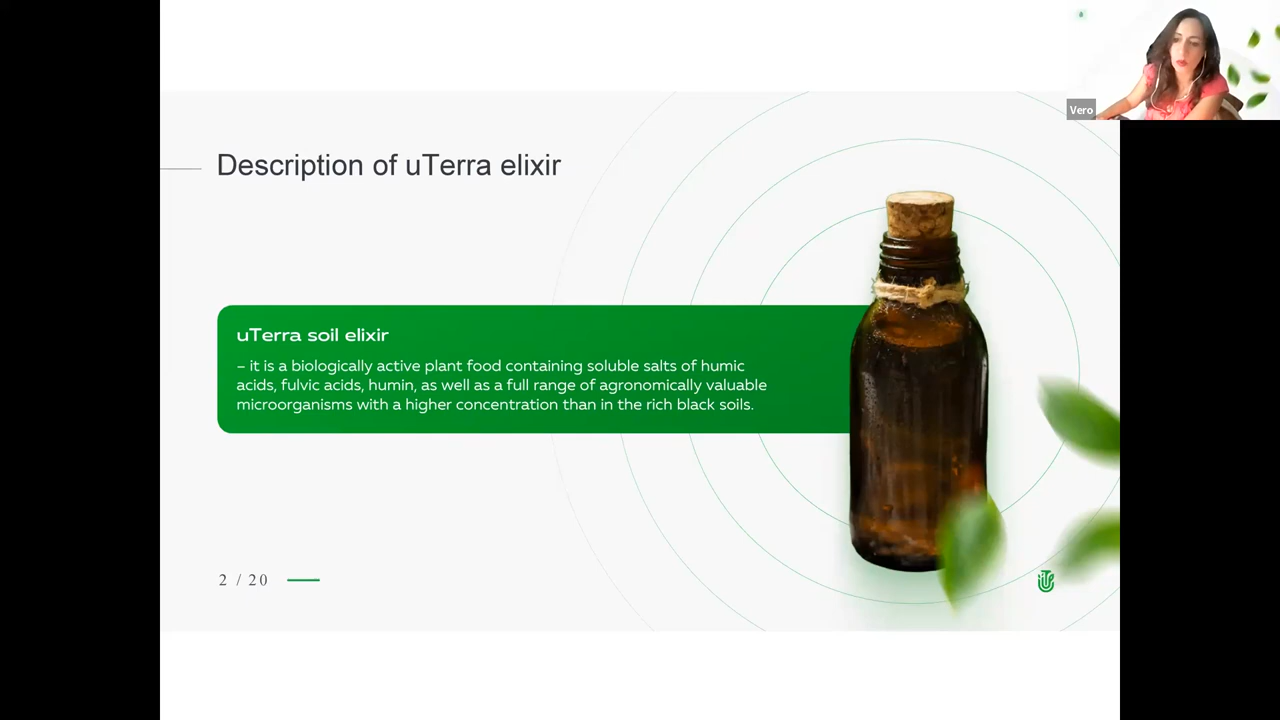 Vero
Description of uTerra elixir
uTerra soil elixir
– it is a biologically active plant food containing soluble salts of humic
acids, fulvic acids, humin, as well as a full range of agronomically valuable
microorganisms with a higher concentration than in the rich black soils.
2 / 20